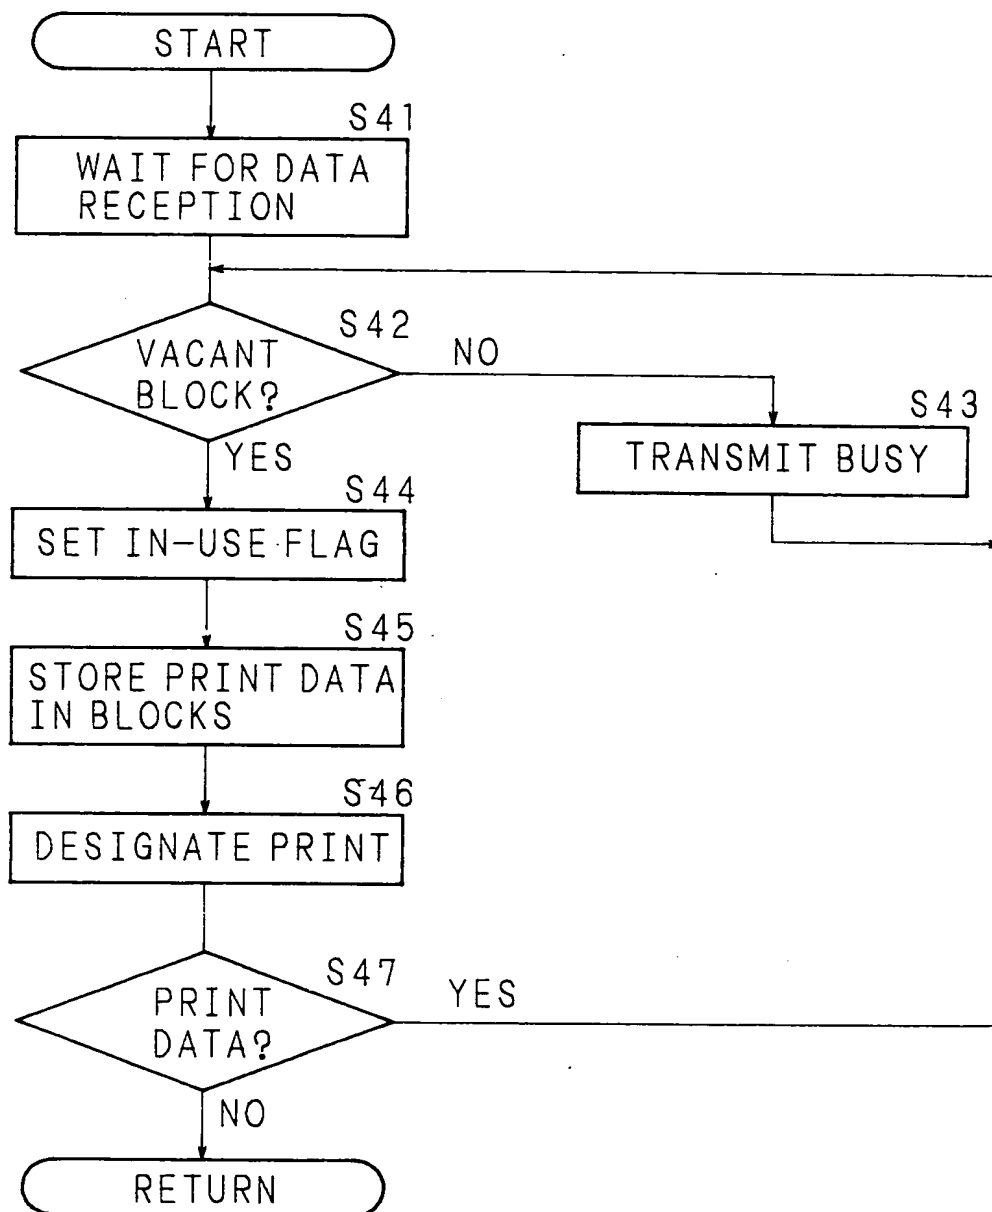 START
S41
WAIT FOR DATA
RECEPTION
S42
VACANT
BLOCK?
NO
YES
S43
TRANSMIT BUSY
S44
SET IN-USE FLAG
S45
STORE PRINT DATA
IN BLOCKS
S46
DESIGNATE PRINT
S47
PRINT
DATA?
YES
NO
RETURN